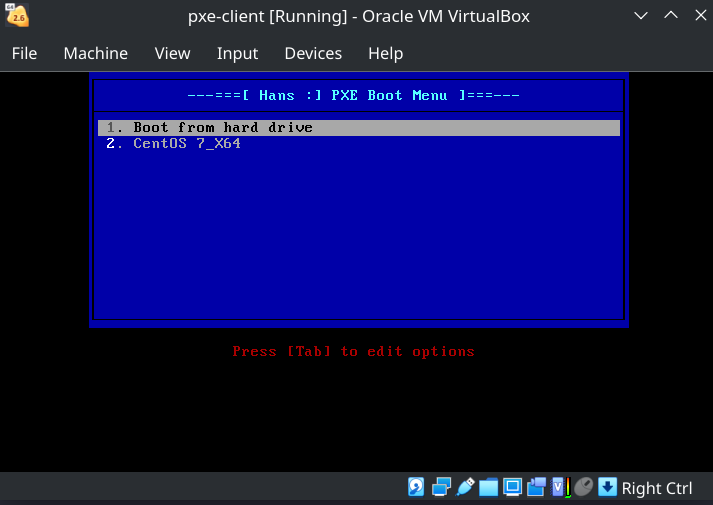 64
2.6
pxe-client [Running] - Oracle VM VirtualBox
File Machine View Input Devices Help
---===[ Hans :] PXE Boot Menu ]===---
1. Boot from hard drive
2. CentOS 7_X64
Press [Tab] to edit options
V
Right Ctrl